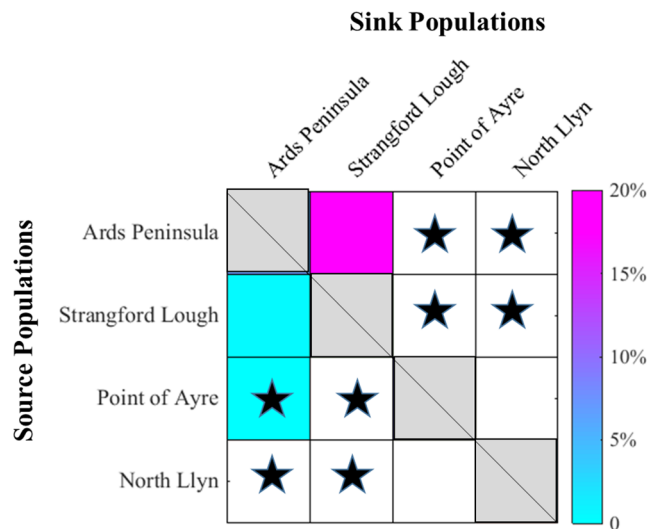 Sink Populations
Ards Peninsula
Strangford Lough
Point of Ayre
North Llyn
Source Populations
Ards Peninsula
Strangford Lough
Point of Ayre
North Llyn
20%
15%
10%
5%
0